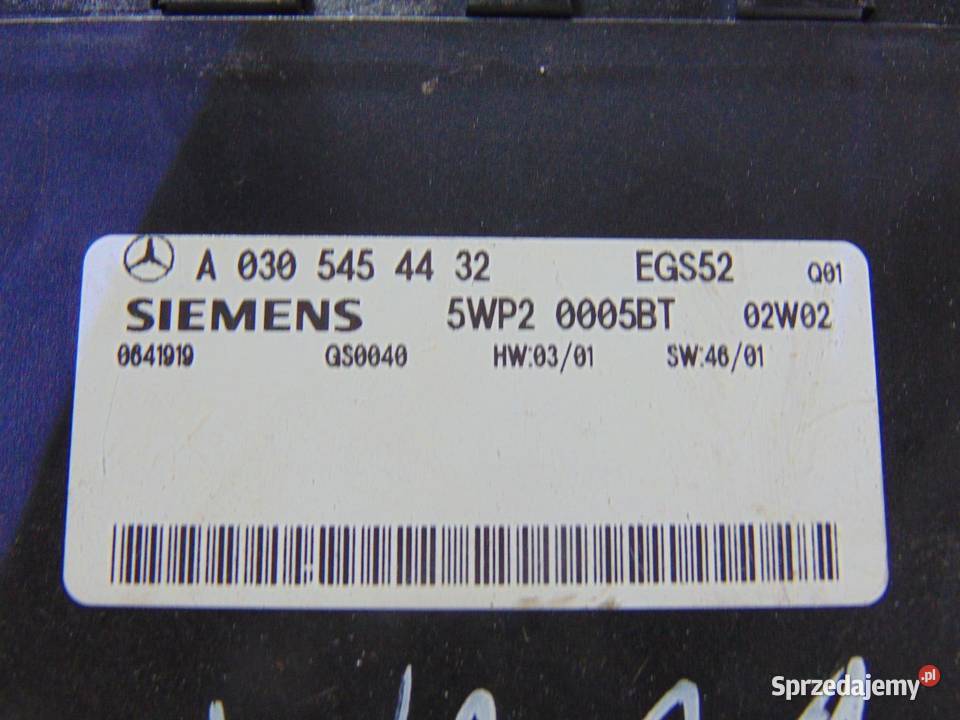 A 030 545 44 32 EGS52 Q01
SIEMENS 5WP2 0005BT 02W02
0641919 QS0040 HW:03/01 SW:46/01
Sprzedajemy.pl